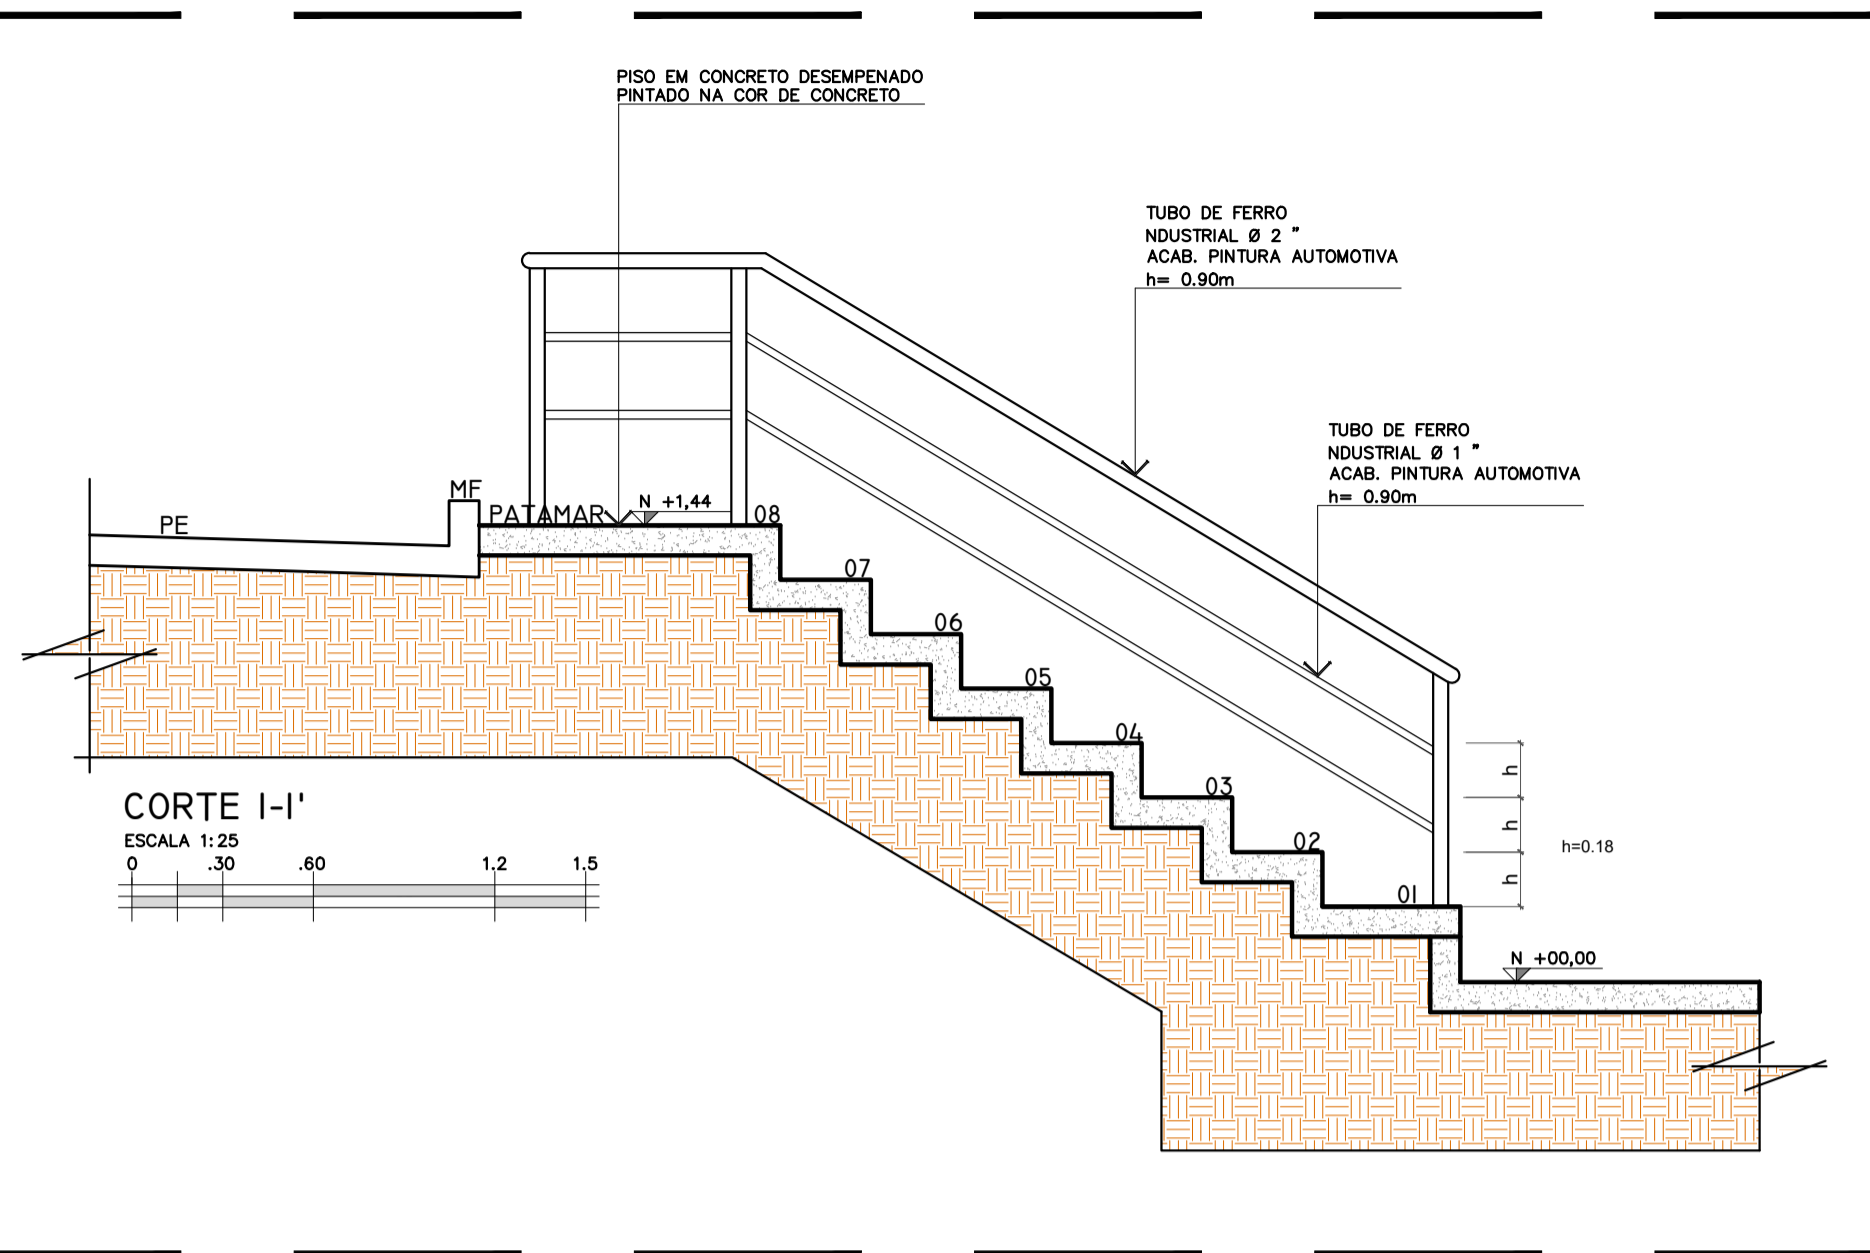 PISO EM CONCRETO DESEMPENADO
PINTADO NA COR DE CONCRETO
TUBO DE FERRO
NDUSTRIAL Ø 2 "
ACAB. PINTURA AUTOMOTIVA
h= 0.90m
TUBO DE FERRO
NDUSTRIAL Ø 1 "
ACAB. PINTURA AUTOMOTIVA
h= 0.90m
MF
PE
PATAMAR
N +1,44
08
07
06
05
04
03
02
01
h
h
h
h=0.18
N +00,00
CORTE I-I'
ESCALA 1:25
0 .30 .60 1.2 1.5